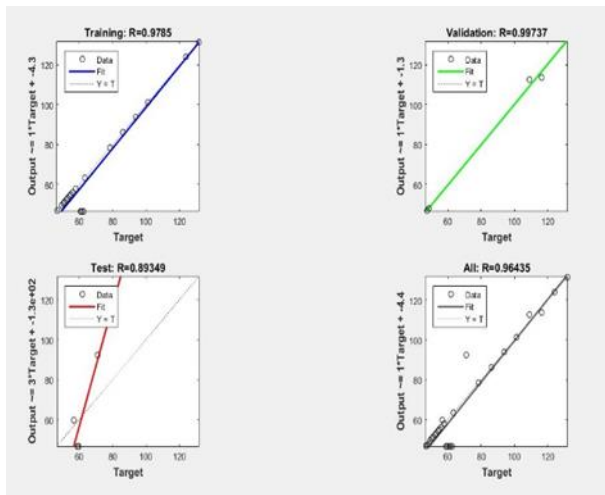 Training: R=0.9785
Output ~= 1*Target + -4.3
Data
Fit
Y = T
120
100
80
60
60 80 100 120
Target
Validation: R=0.99737
Output ~= 1*Target + -1.3
Data
Fit
Y = T
120
100
80
60
60 80 100 120
Target
Test: R=0.89349
Output ~= 3*Target + -1.3e+02
Data
Fit
Y = T
120
100
80
60
60 80 100 120
Target
All: R=0.96435
Output ~= 1*Target + -4.4
Data
Fit
Y = T
120
100
80
60
60 80 100 120
Target